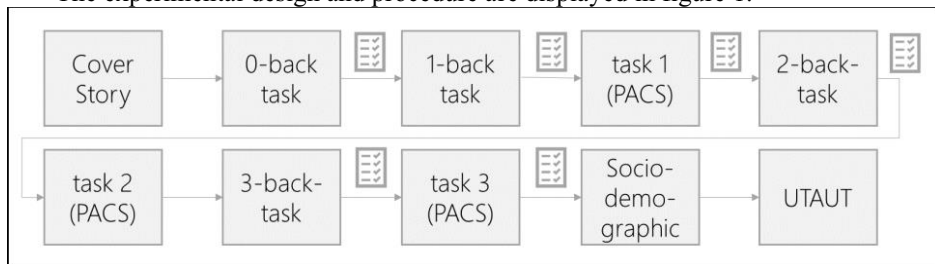 The experimental design and procedure are displayed in figure 1.
Cover
Story
0-back
task
1-back
task
task 1
(PACS)
2-back-
task
task 2
(PACS)
3-back-
task
task 3
(PACS)
Socio-
demo-
graphic
UTAUT